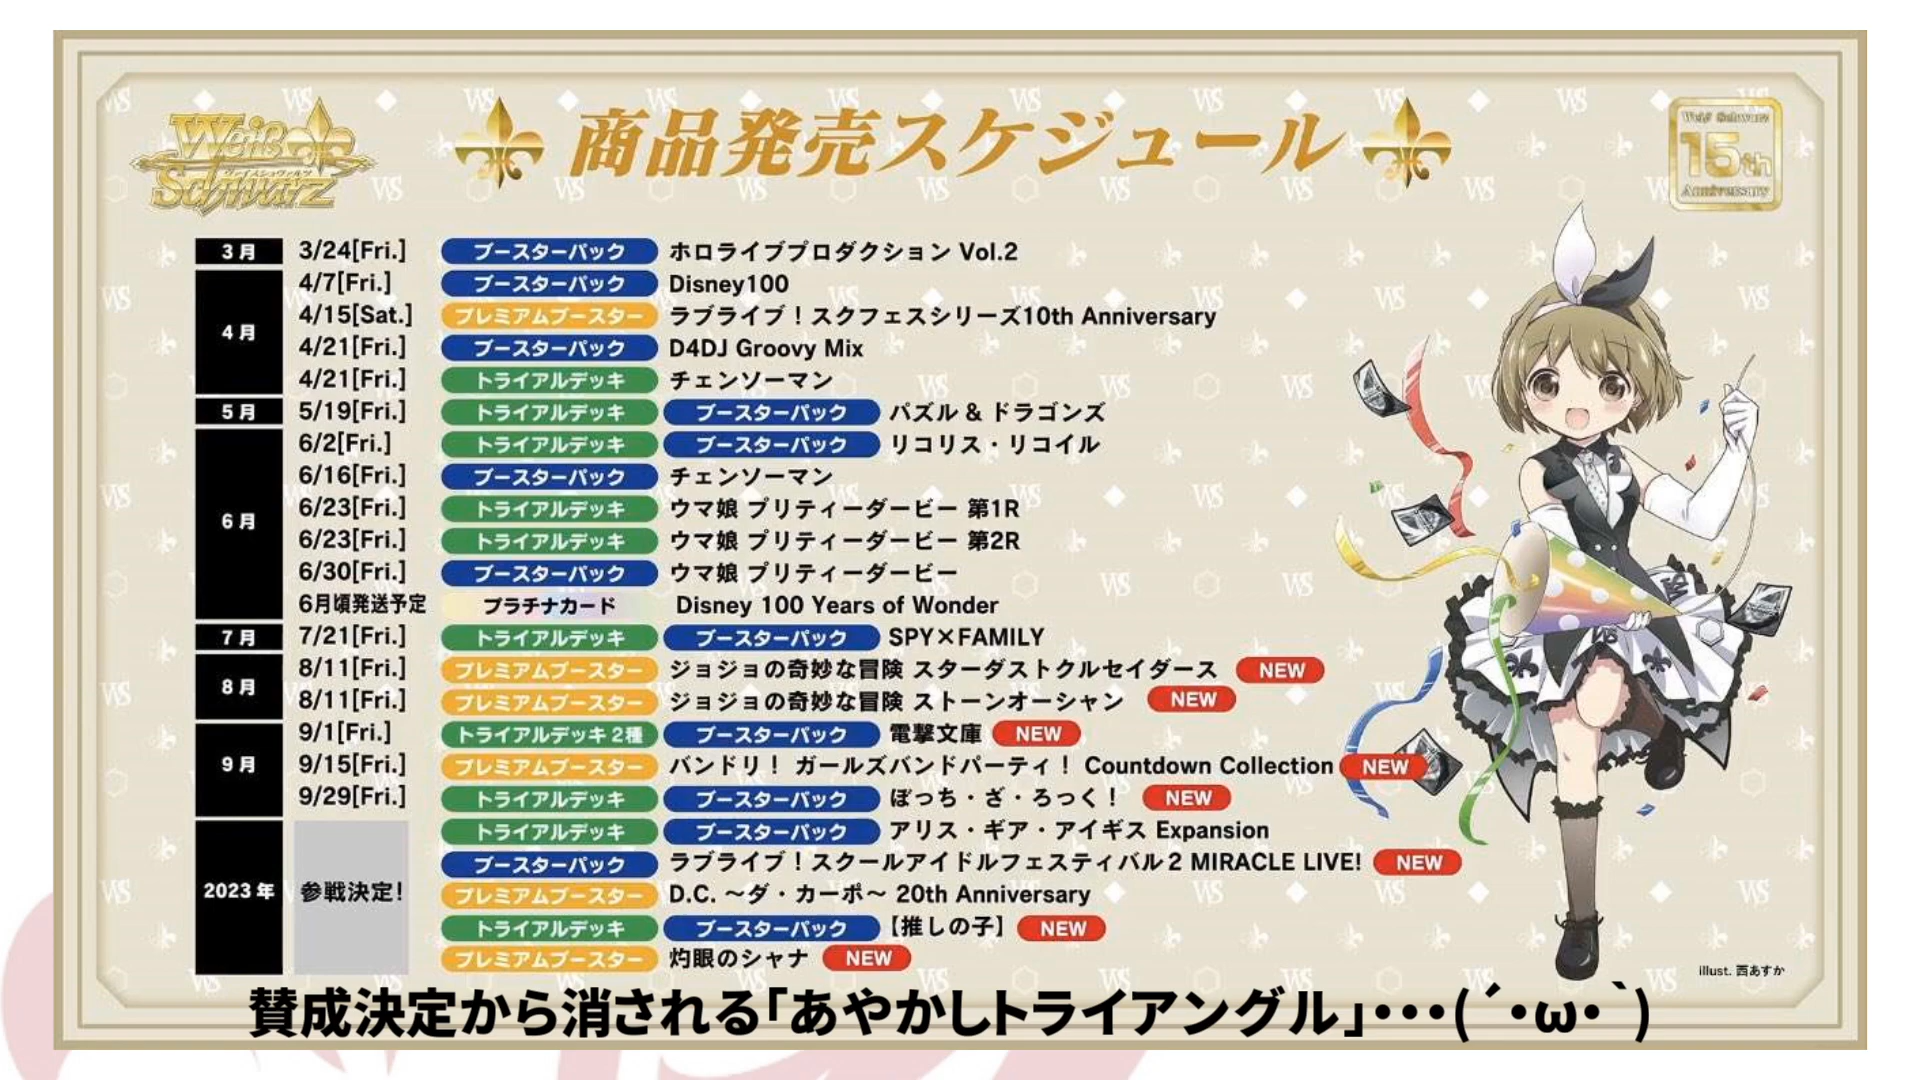 Weiß Schwarz
ヴァイスシュヴァルツ
商品発売スケジュール
Weiß Schwarz
15th
Anniversary
3月 3/24[Fri.] ブースターパック ホロライブプロダクション Vol.2
4月 4/7[Fri.] ブースターパック Disney100
4/15[Sat.] プレミアムブースター ラブライブ！スクフェスシリーズ10th Anniversary
4/21[Fri.] ブースターパック D4DJ Groovy Mix
4/21[Fri.] トライアルデッキ チェンソーマン
5月 5/19[Fri.] トライアルデッキ ブースターパック パズル & ドラゴンズ
6月 6/2[Fri.] トライアルデッキ ブースターパック リコリス・リコイル
6/16[Fri.] ブースターパック チェンソーマン
6/23[Fri.] トライアルデッキ ウマ娘 プリティーダービー 第1R
6/23[Fri.] トライアルデッキ ウマ娘 プリティーダービー 第2R
6/30[Fri.] ブースターパック ウマ娘 プリティーダービー
6月頃発送予定 プラチナカード Disney 100 Years of Wonder
7月 7/21[Fri.] トライアルデッキ ブースターパック SPY×FAMILY
8月 8/11[Fri.] プレミアムブースター ジョジョの奇妙な冒険 スターダストクルセイダース NEW
8/11[Fri.] プレミアムブースター ジョジョの奇妙な冒険 ストーンオーシャン NEW
9月 9/1[Fri.] トライアルデッキ2種 ブースターパック 電撃文庫 NEW
9/15[Fri.] プレミアムブースター バンドリ！ ガールズバンドパーティ！ Countdown Collection NEW
9/29[Fri.] トライアルデッキ ブースターパック ぼっち・ざ・ろっく！ NEW
2023年 参戦決定! トライアルデッキ ブースターパック アリス・ギア・アイギス Expansion
ブースターパック ラブライブ！スクールアイドルフェスティバル2 MIRACLE LIVE! NEW
プレミアムブースター D.C. ～ダ・カーポ～ 20th Anniversary
トライアルデッキ ブースターパック 【推しの子】 NEW
プレミアムブースター 灼眼のシャナ NEW
illust. 西あすか
賛成決定から消される「あやかしトライアングル」・・・(´・ω・`)